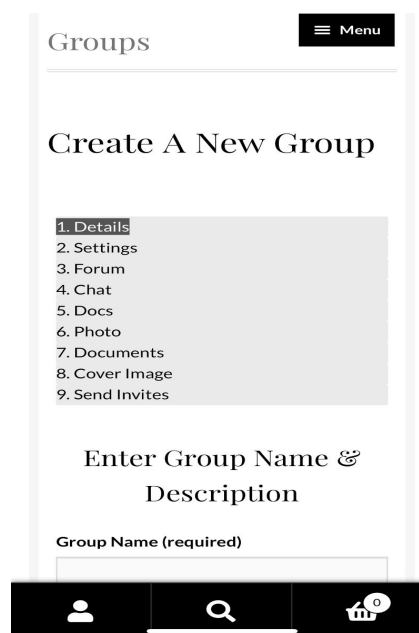 Groups
Menu
Create A New Group
1. Details
2. Settings
3. Forum
4. Chat
5. Docs
6. Photo
7. Documents
8. Cover Image
9. Send Invites
Enter Group Name &
Description
Group Name (required)
0